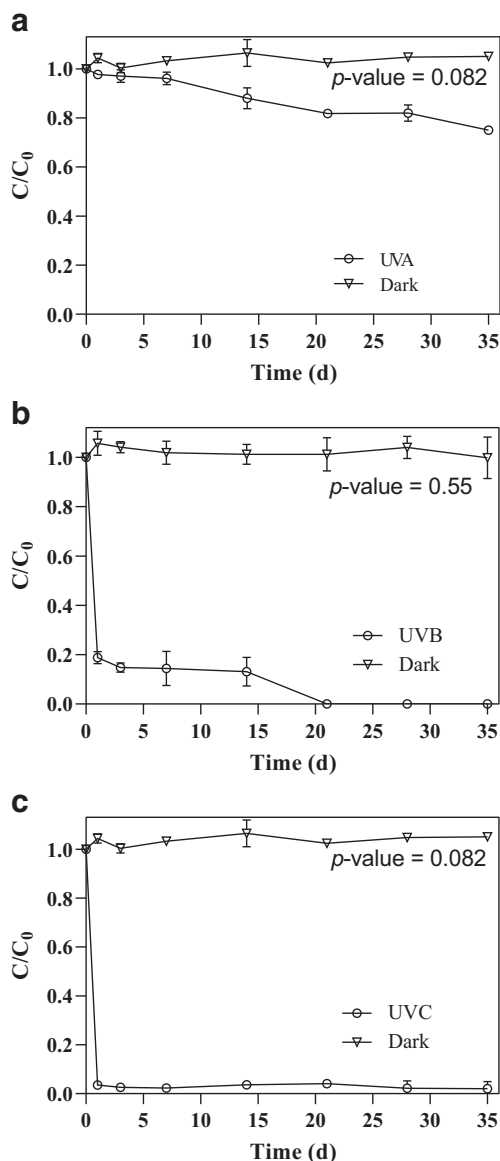 a
1.0
0.8
0.6
0.4
0.2
0.0
C/C₀
p-value = 0.082
UVA
Dark
0 5 10 15 20 25 30 35
Time (d)
b
1.0
0.8
0.6
0.4
0.2
0.0
C/C₀
p-value = 0.55
UVB
Dark
0 5 10 15 20 25 30 35
Time (d)
c
1.0
0.8
0.6
0.4
0.2
0.0
C/C₀
p-value = 0.082
UVC
Dark
0 5 10 15 20 25 30 35
Time (d)